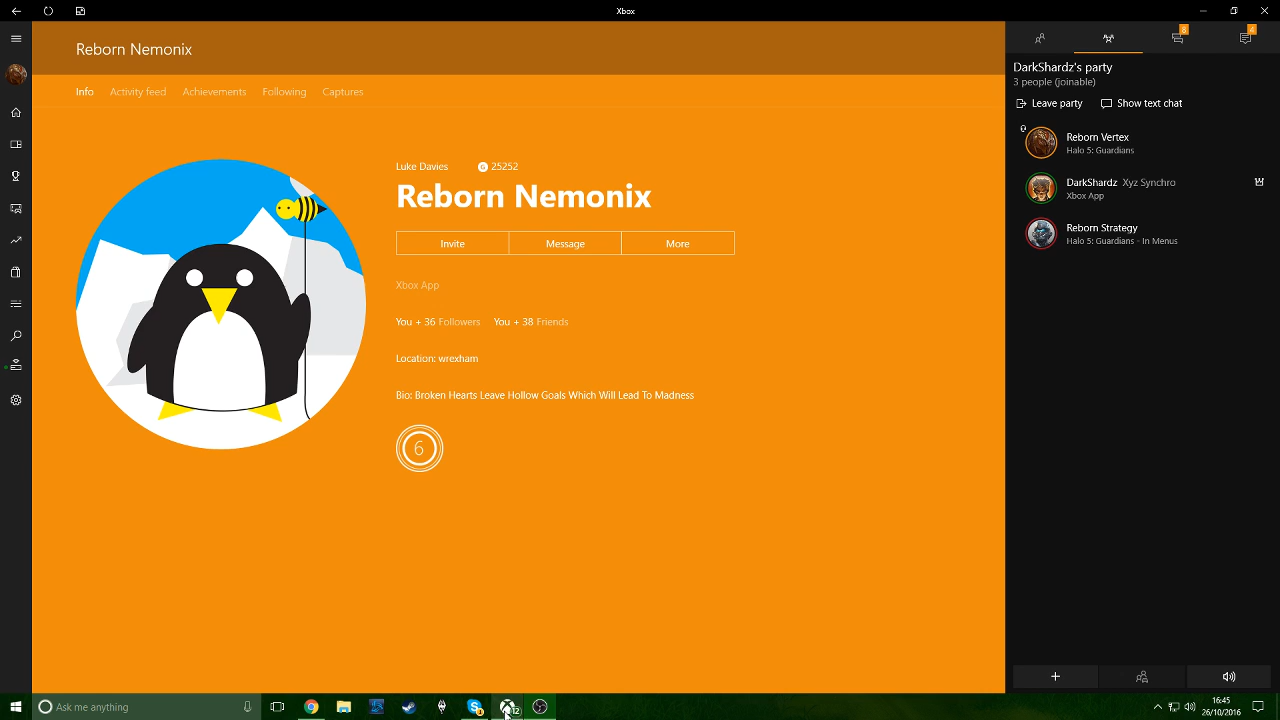 Xbox
Reborn Nemonix
Info Activity feed Achievements Following Captures
Luke Davies G 25252
Reborn Nemonix
Invite Message More
Xbox App
You + 36 Followers You + 38 Friends
Location: wrexham
Bio: Broken Hearts Leave Hollow Goals Which Will Lead To Madness
6
4
DarkShardz's party
3 people (joinable)
Leave party Show text chat
Reborn Vertex
Halo 5: Guardians
DarkShardz Xyz Synchro
Xbox App
Reborn Strategy
Halo 5: Guardians - In Menus
Ask me anything
12
16:45
26/10/2016